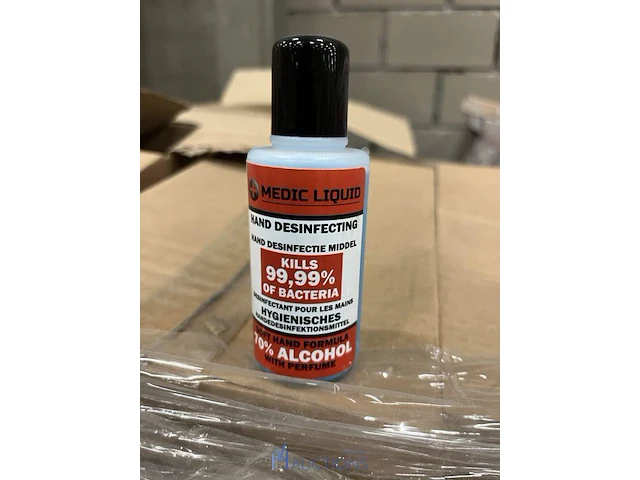 MEDIC LIQUID
HAND DESINFECTING
HAND DESINFECTIE MIDDEL
KILLS
99,99%
OF BACTERIA
DESINFECTANT POUR LES MAINS
HYGIENISCHES
HANDEDESINFEKTIONSMITTEL
SOFT HAND FORMULA
70% ALCOHOL
WITH PERFUME